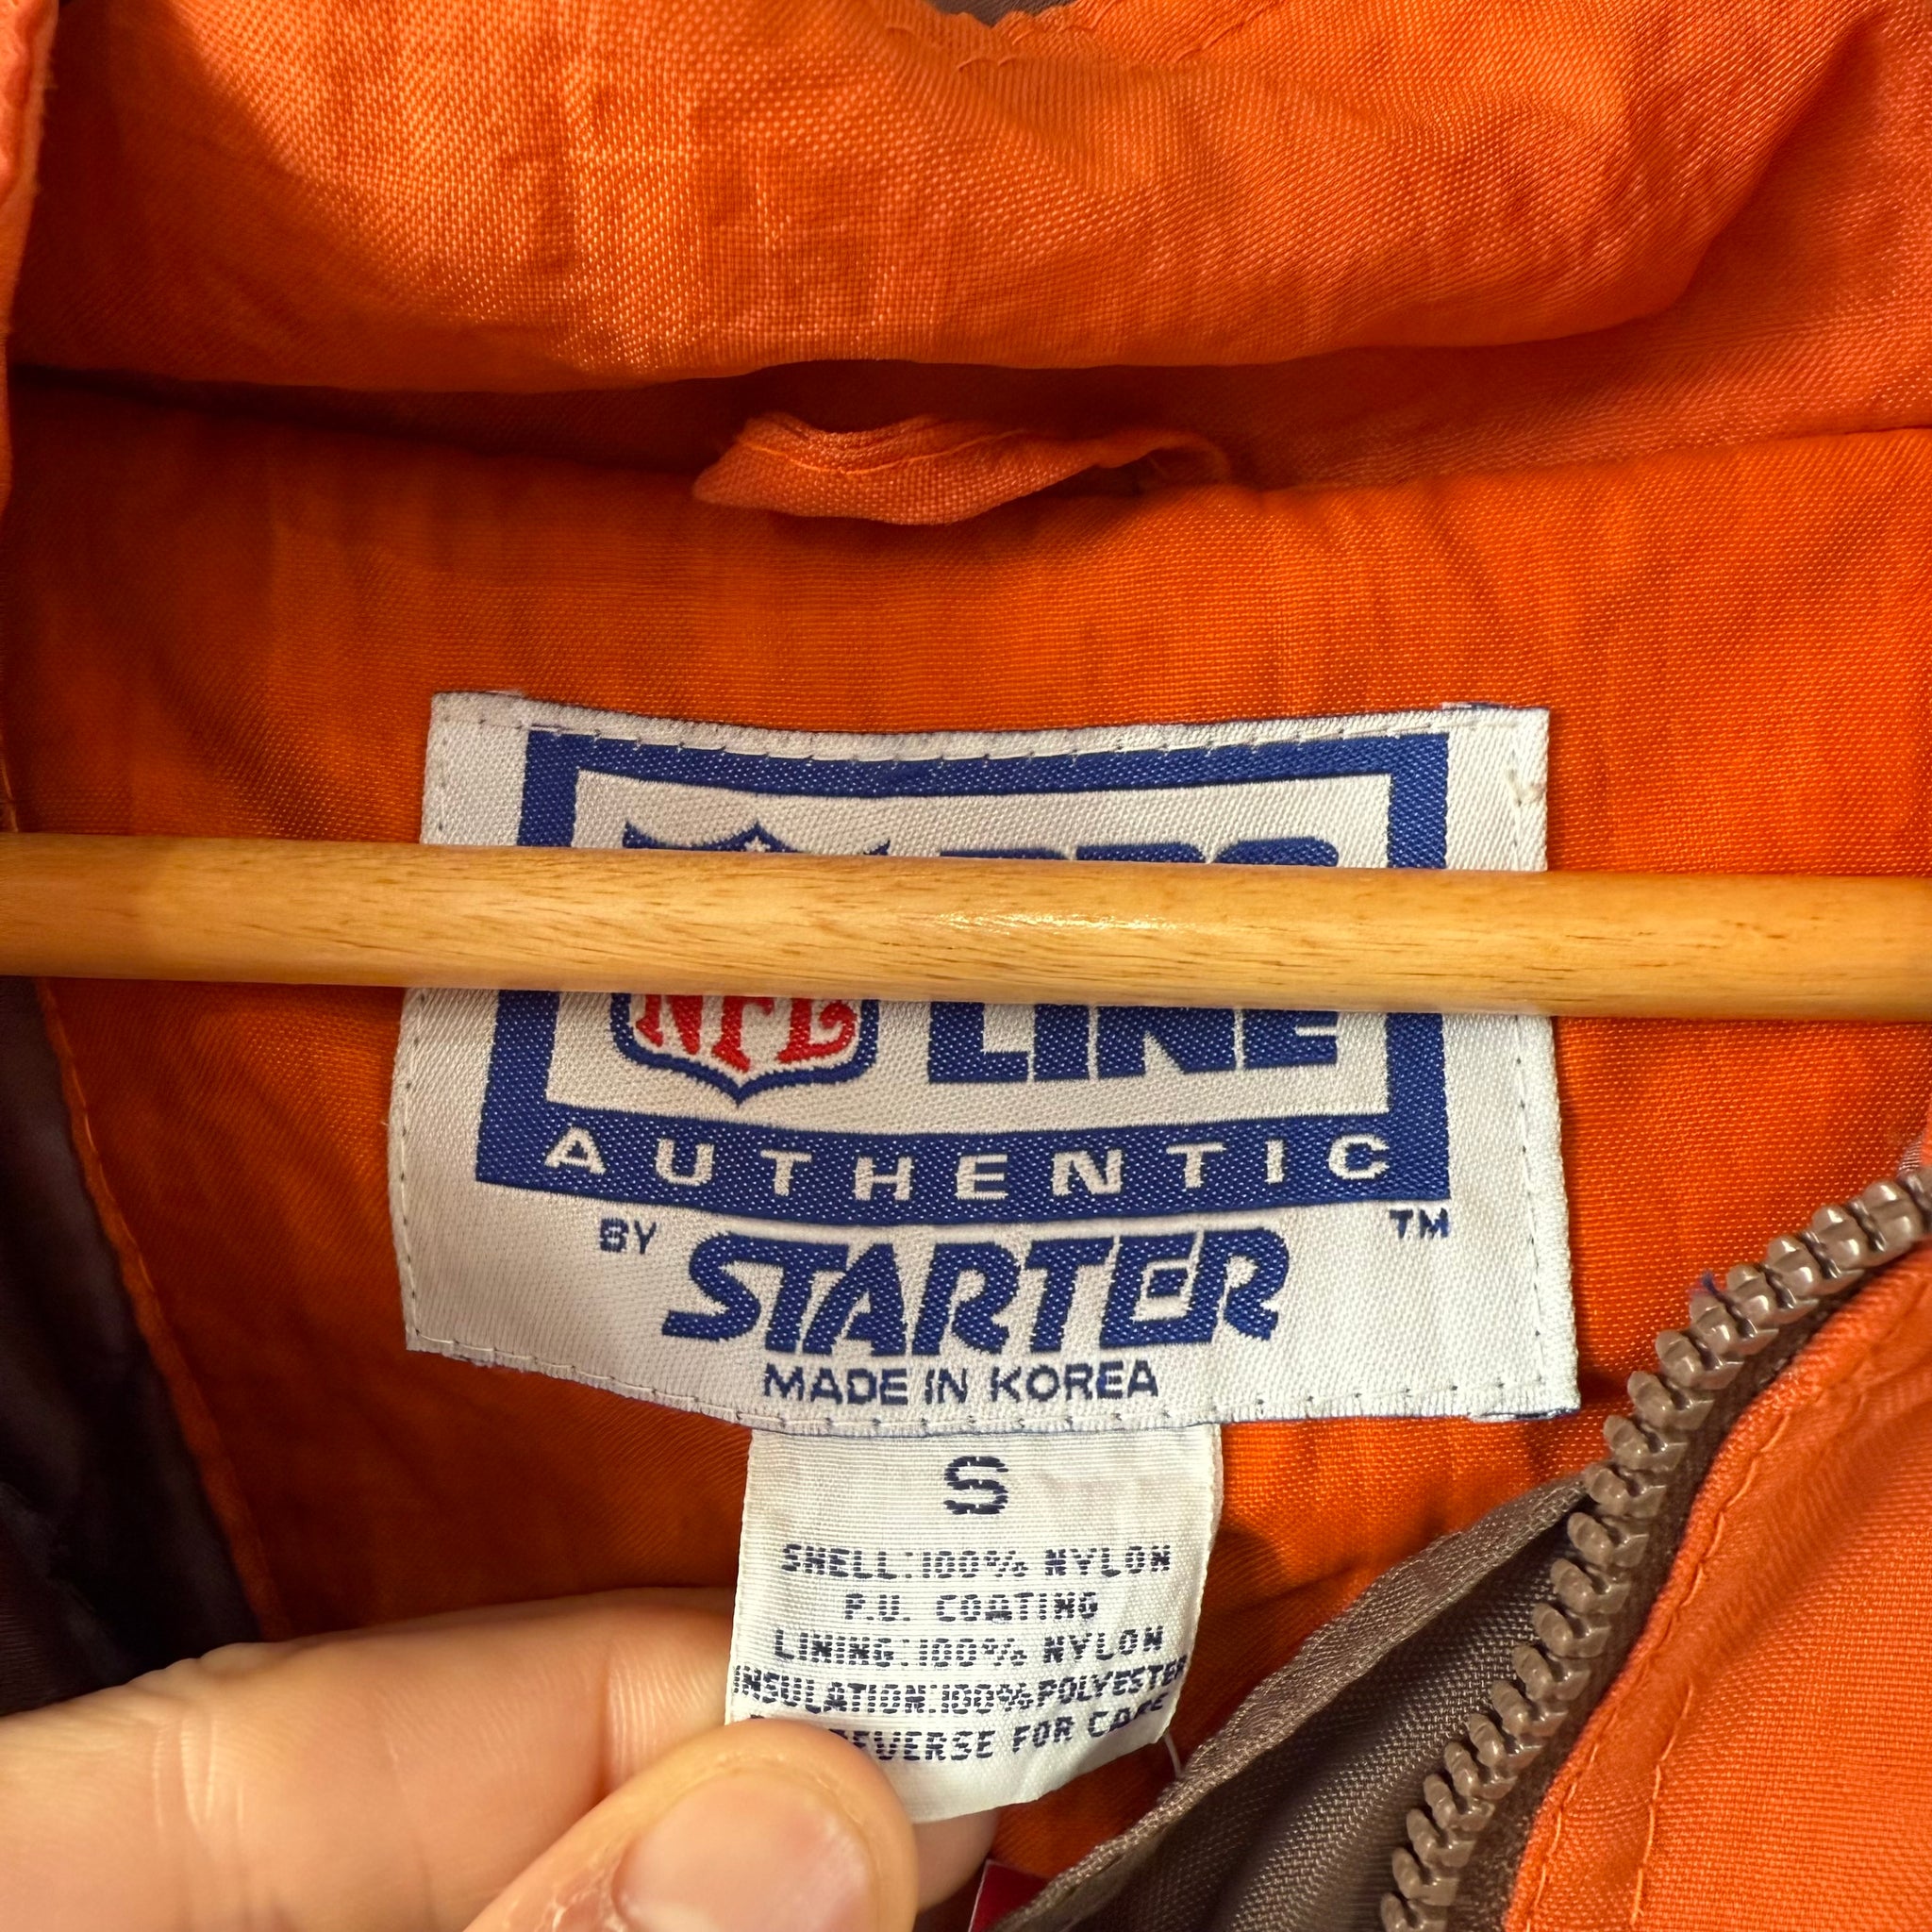 NFL
LINE
AUTHENTIC
BY STARTER TM
MADE IN KOREA
S
SHELL:100% NYLON
P.U. COATING
LINING:100% NYLON
INSULATION:100%POLYESTER
FOR CARE